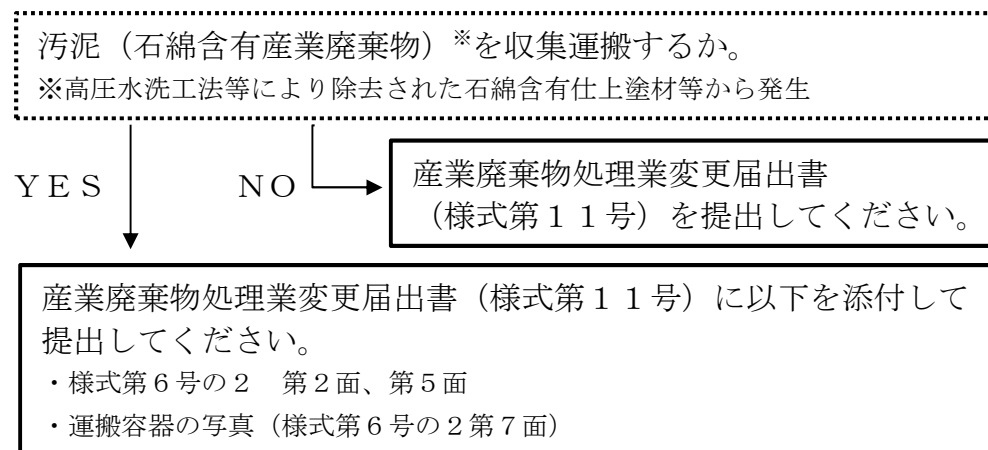 汚泥（石綿含有産業廃棄物）※を収集運搬するか。
※高圧水洗工法等により除去された石綿含有仕上塗材等から発生
ＹＥＳ
ＮＯ
産業廃棄物処理業変更届出書
（様式第１１号）を提出してください。
産業廃棄物処理業変更届出書（様式第１１号）に以下を添付して
提出してください。
・様式第６号の２　第２面、第５面
・運搬容器の写真（様式第６号の２第７面）